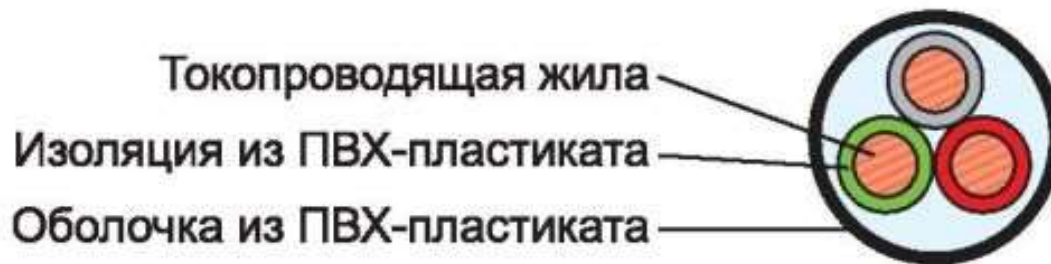 Токопроводящая жила
Изоляция из ПВХ-пластиката
Оболочка из ПВХ-пластиката